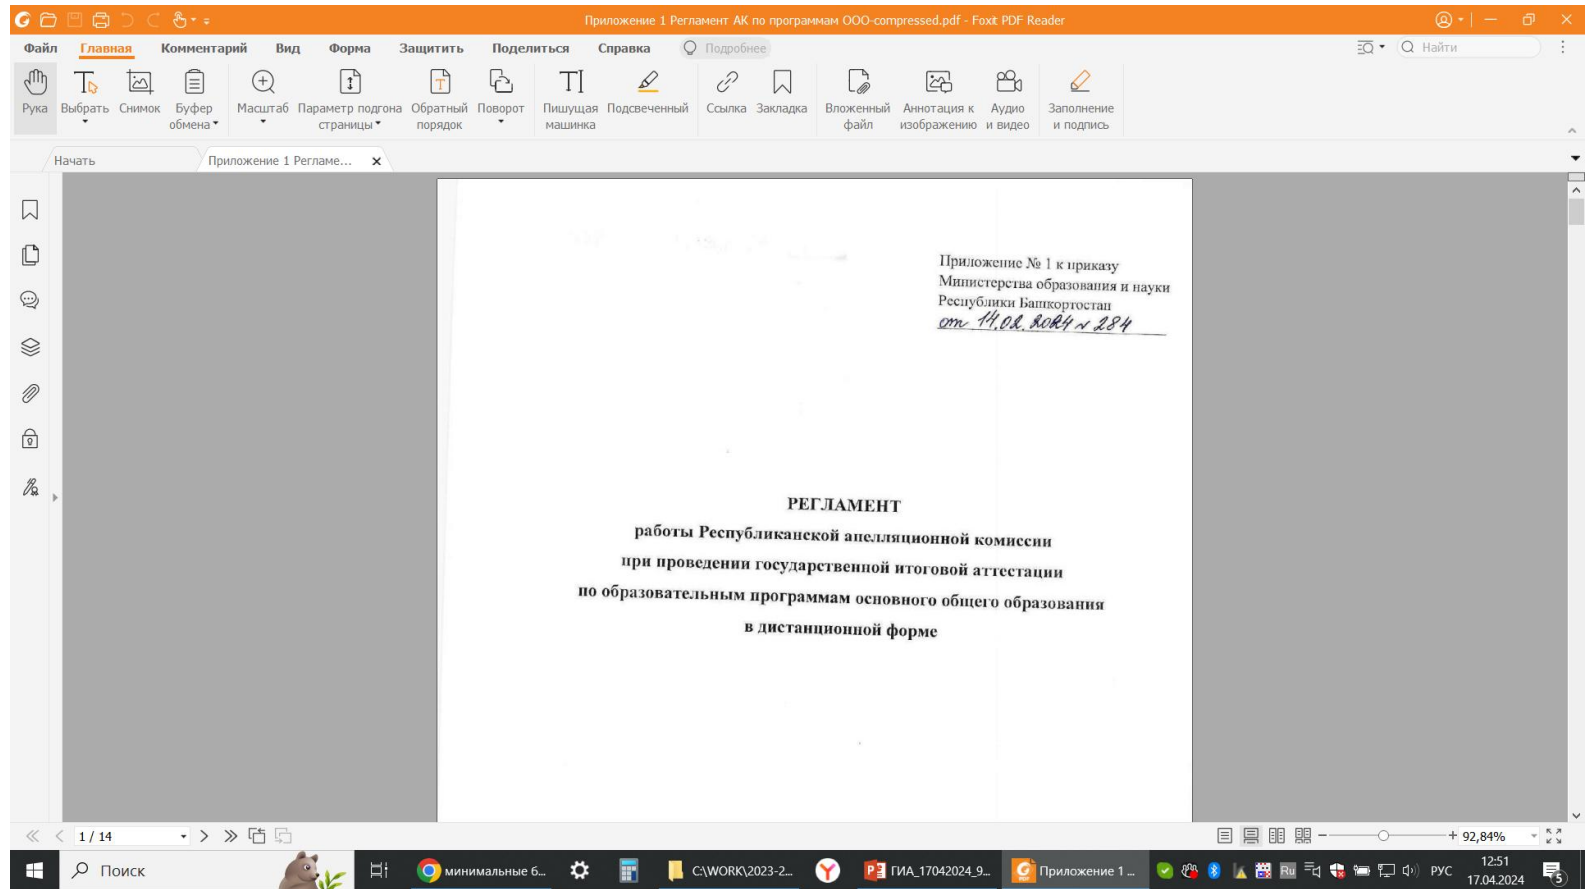 Приложение 1 Регламент АК по программам ООО-compressed.pdf - Foxit PDF Reader
Файл Главная Комментарий Вид Форма Защитить Поделиться Справка Подробнее Найти
Рука Выбрать Снимок Буфер обмена Масштаб Параметр подгона страницы Обратный порядок Поворот Пишущая машинка Подсвеченный Ссылка Закладка Вложенный файл Аннотация к изображению Аудио и видео Заполнение и подпись
Начать Приложение 1 Регламе...
Приложение № 1 к приказу
Министерства образования и науки
Республики Башкортостан
от 14.02.2024 № 284
РЕГЛАМЕНТ
работы Республиканской апелляционной комиссии
при проведении государственной итоговой аттестации
по образовательным программам основного общего образования
в дистанционной форме
1 / 14 92,84%
Поиск минимальные б... C:\WORK\2023-2... ГИА_17042024_9... Приложение 1 ... Ru РУС 12:51
17.04.2024 5